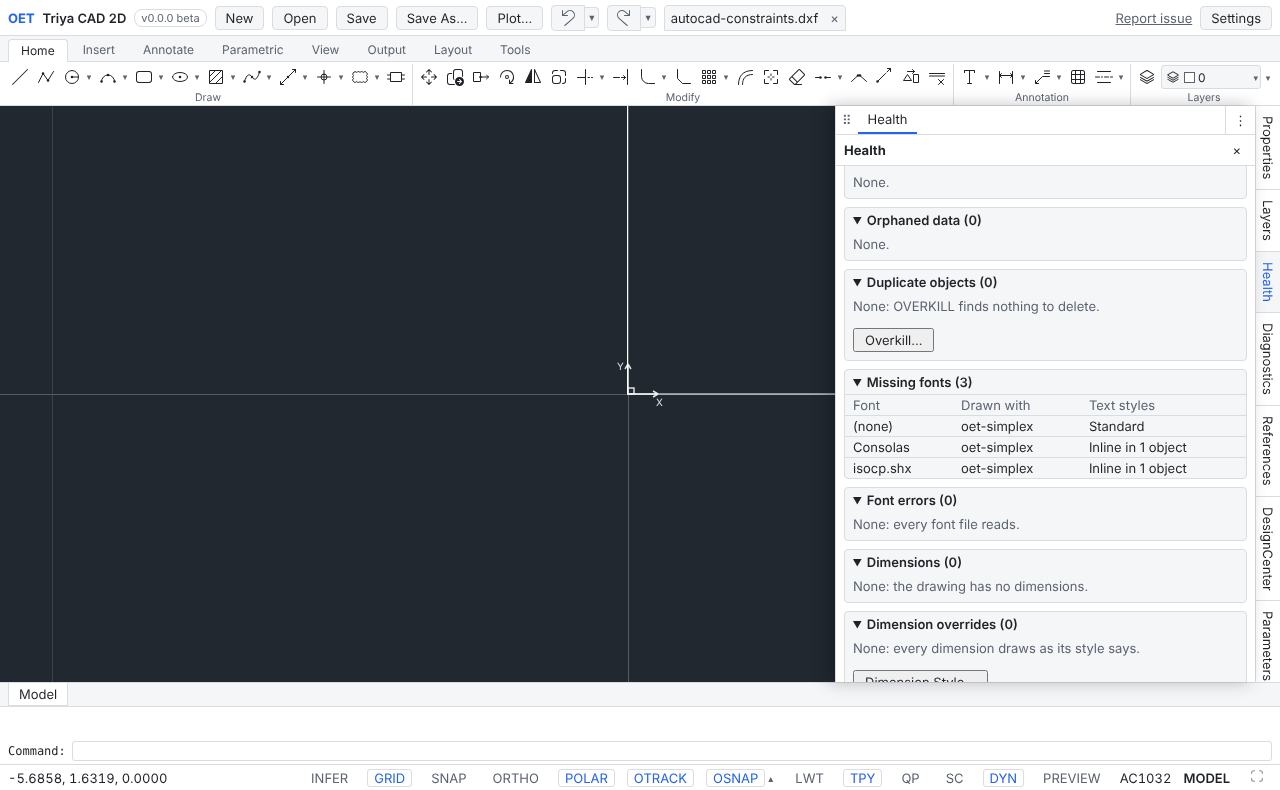 OET Triya CAD 2D v0.0.0 beta New Open Save Save As... Plot... autocad-constraints.dxf × Report issue Settings
Home Insert Annotate Parametric View Output Layout Tools
0
Draw Modify Annotation Layers
Health
Health ×
None.
Orphaned data (0)
None.
Duplicate objects (0)
None: OVERKILL finds nothing to delete.
Overkill...
Missing fonts (3)
Font Drawn with Text styles
(none) oet-simplex Standard
Consolas oet-simplex Inline in 1 object
isocp.shx oet-simplex Inline in 1 object
Font errors (0)
None: every font file reads.
Dimensions (0)
None: the drawing has no dimensions.
Dimension overrides (0)
None: every dimension draws as its style says.
Dimension Style...
Properties
Layers
Health
Diagnostics
References
DesignCenter
Parameters
Y
X
Model
Command:
-5.6858, 1.6319, 0.0000 INFER GRID SNAP ORTHO POLAR OTRACK OSNAP LWT TPY QP SC DYN PREVIEW AC1032 MODEL